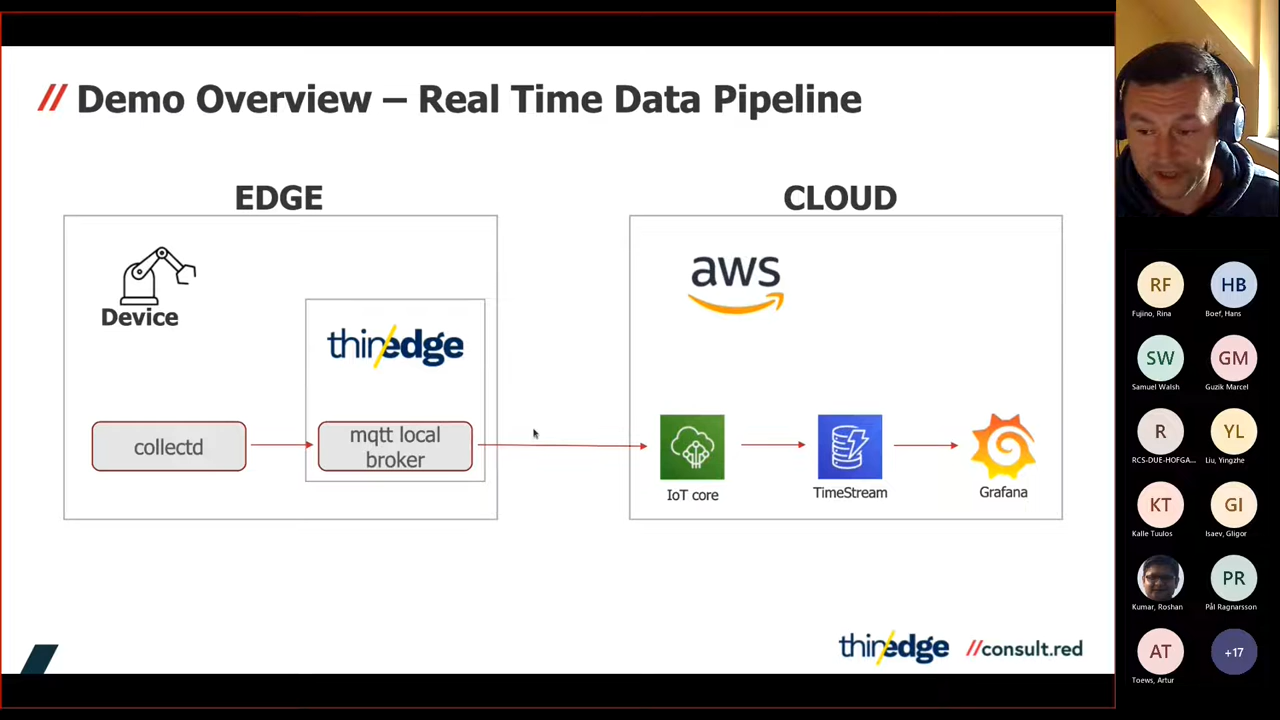 // Demo Overview – Real Time Data Pipeline
EDGE
CLOUD
Device
thin/edge
aws
collectd
mqtt local
broker
IoT core
TimeStream
Grafana
thin/edge
//consult.red
RF
HB
Fujino, Rina
Boef, Hans
SW
GM
Samuel Walsh
Guzik Marcel
R
YL
RCS-DUE-HOFGA...
Liu, Yingzhe
KT
GI
Kalle Tuulos
Isaev, Gligor
PR
Kumar, Roshan
Pål Ragnarsson
AT
+17
Toews, Artur